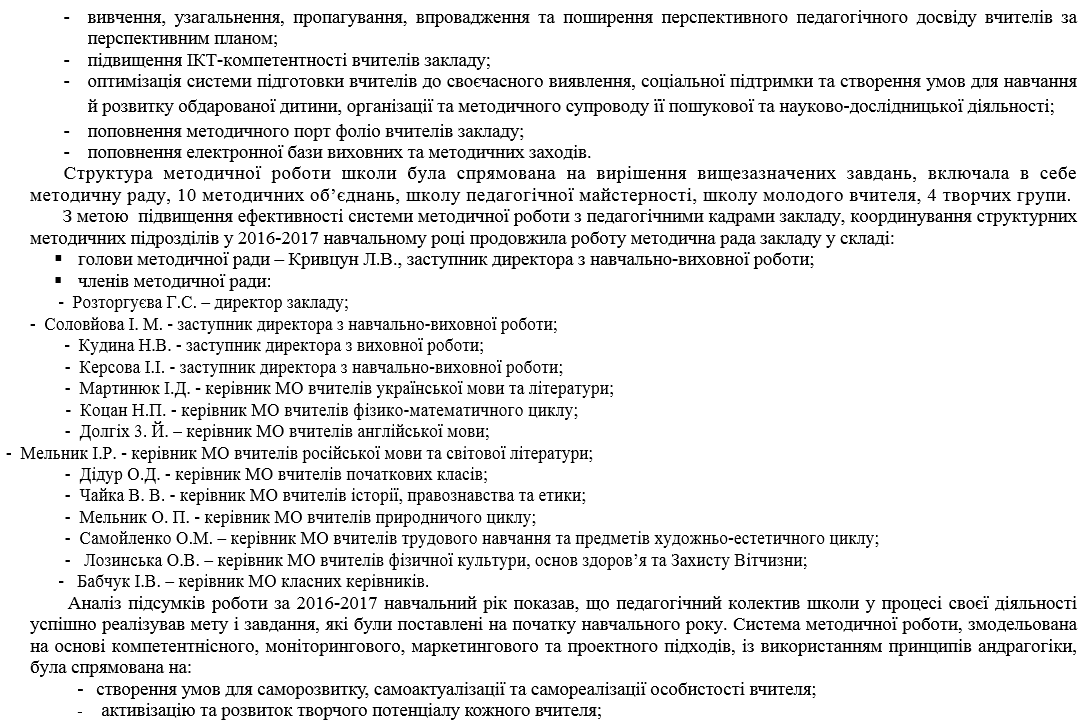 - вивчення, узагальнення, пропагування, впровадження та поширення перспективного педагогічного досвіду вчителів за
перспективним планом;
- підвищення ІКТ-компетентності вчителів закладу;
- оптимізація системи підготовки вчителів до своєчасного виявлення, соціальної підтримки та створення умов для навчання
й розвитку обдарованої дитини, організації та методичного супроводу її пошукової та науково-дослідницької діяльності;
- поповнення методичного порт фоліо вчителів закладу;
- поповнення електронної бази виховних та методичних заходів.
Структура методичної роботи школи була спрямована на вирішення вищезазначених завдань, включала в себе
методичну раду, 10 методичних об’єднань, школу педагогічної майстерності, школу молодого вчителя, 4 творчих групи.
З метою підвищення ефективності системи методичної роботи з педагогічними кадрами закладу, координування структурних
методичних підрозділів у 2016-2017 навчальному році продовжила роботу методична рада закладу у складі:
▪ голови методичної ради – Кривцун Л.В., заступник директора з навчально-виховної роботи;
▪ членів методичної ради:
- Розторгуєва Г.С. – директор закладу;
- Соловйова І. М. - заступник директора з навчально-виховної роботи;
- Кудина Н.В. - заступник директора з виховної роботи;
- Керсова І.І. - заступник директора з навчально-виховної роботи;
- Мартинюк І.Д. - керівник МО вчителів української мови та літератури;
- Коцан Н.П. - керівник МО вчителів фізико-математичного циклу;
- Долгіх З. Й. – керівник МО вчителів англійської мови;
- Мельник І.Р. - керівник МО вчителів російської мови та світової літератури;
- Дідур О.Д. - керівник МО вчителів початкових класів;
- Чайка В. В. - керівник МО вчителів історії, правознавства та етики;
- Мельник О. П. - керівник МО вчителів природничого циклу;
- Самойленко О.М. – керівник МО вчителів трудового навчання та предметів художньо-естетичного циклу;
- Лозинська О.В. – керівник МО вчителів фізичної культури, основ здоров’я та Захисту Вітчизни;
- Бабчук І.В. – керівник МО класних керівників.
Аналіз підсумків роботи за 2016-2017 навчальний рік показав, що педагогічний колектив школи у процесі своєї діяльності
успішно реалізував мету і завдання, які були поставлені на початку навчального року. Система методичної роботи, змодельована
на основі компетентнісного, моніторингового, маркетингового та проектного підходів, із використанням принципів андрагогіки,
була спрямована на:
- створення умов для саморозвитку, самоактуалізації та самореалізації особистості вчителя;
- активізацію та розвиток творчого потенціалу кожного вчителя;